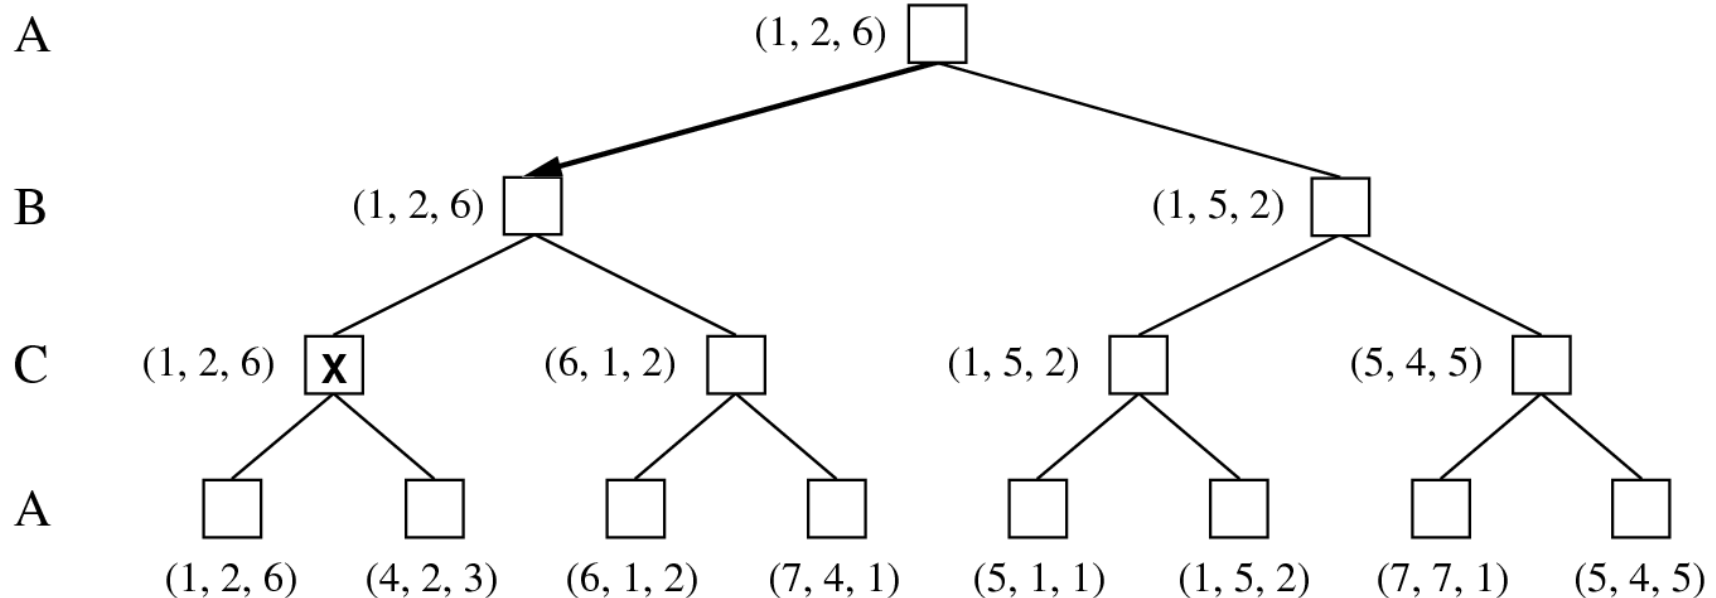 A (1, 2, 6)
B (1, 2, 6) (1, 5, 2)
C (1, 2, 6) X (6, 1, 2) (1, 5, 2) (5, 4, 5)
A
(1, 2, 6) (4, 2, 3) (6, 1, 2) (7, 4, 1) (5, 1, 1) (1, 5, 2) (7, 7, 1) (5, 4, 5)